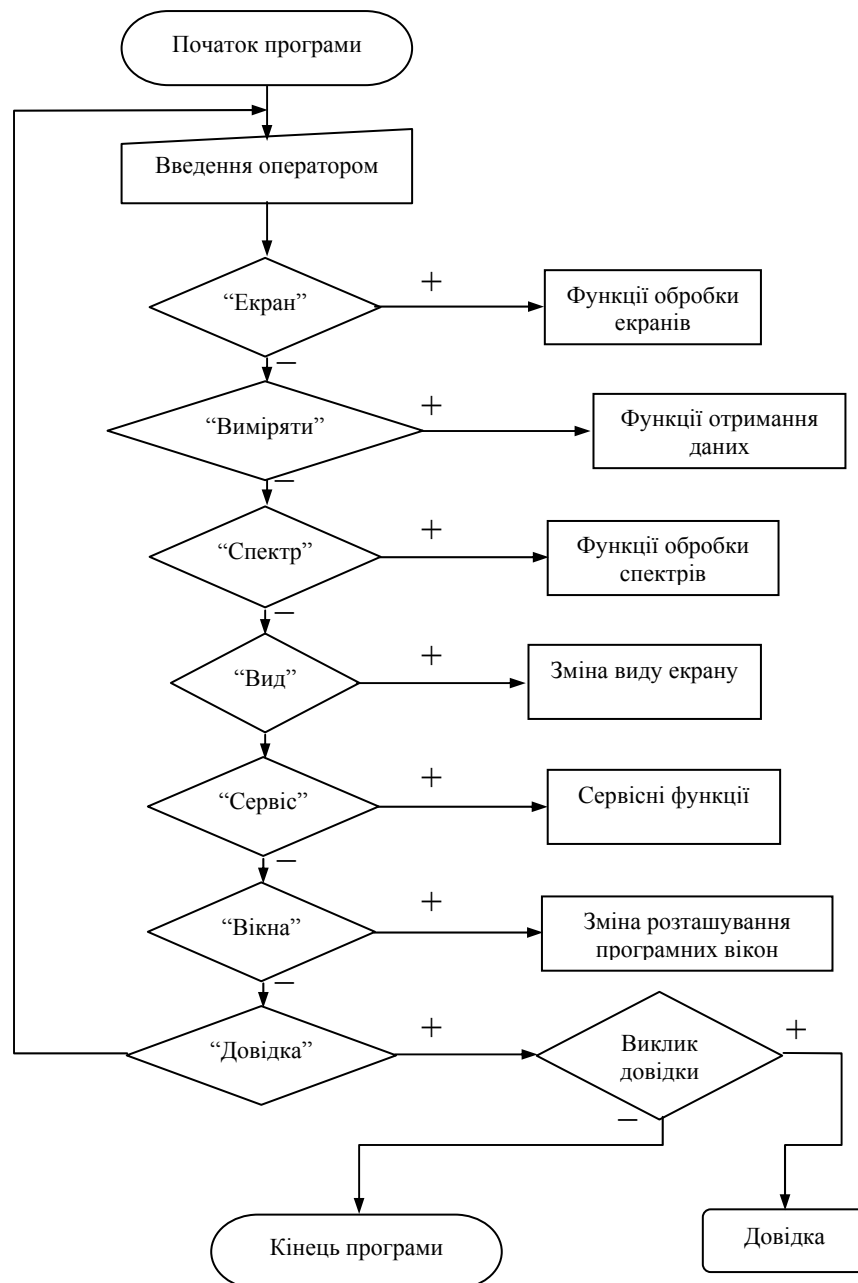 Початок програми
Введення оператором
“Екран”
+
Функції обробки
екранів
–
“Виміряти”
+
Функції отримання
даних
–
“Спектр”
+
Функції обробки
спектрів
–
“Вид”
+
Зміна виду екрану
–
“Сервіс”
+
Сервісні функції
–
“Вікна”
+
Зміна розташування
програмних вікон
–
“Довідка”
+
Виклик
довідки
+
–
Кінець програми
Довідка